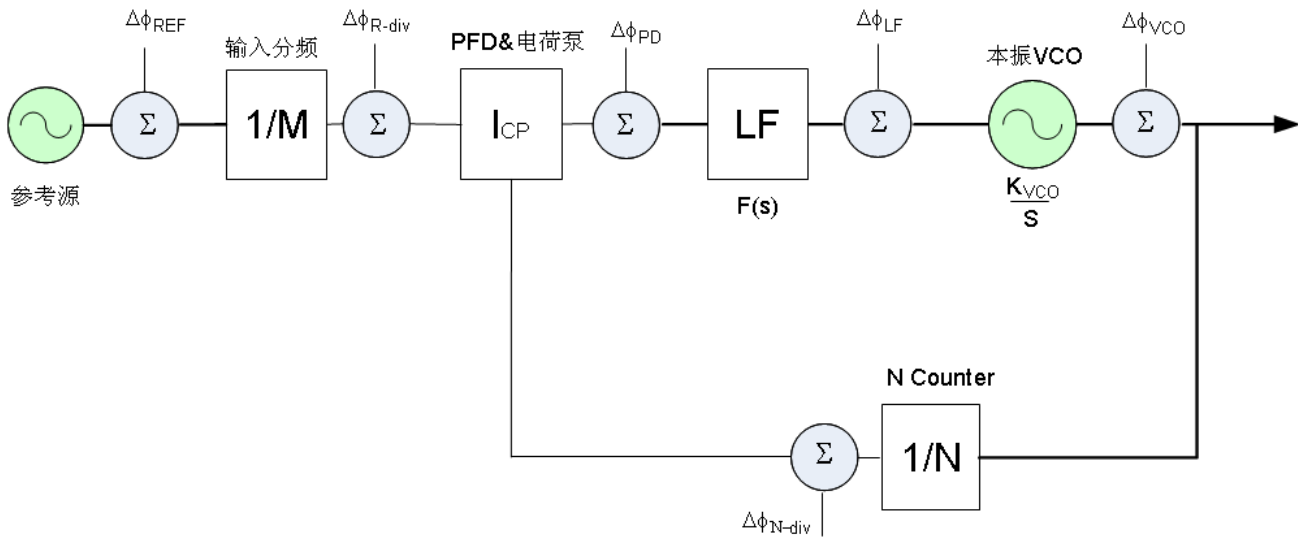 ΔϕREF
ΔϕR-div
ΔϕPD
ΔϕLF
ΔϕVCO
输入分频
PFD&电荷泵
本振VCO
Σ
1/M
Σ
ICP
Σ
LF
Σ
Σ
参考源
F(s)
KVCO
S
N Counter
Σ
1/N
ΔϕN-div